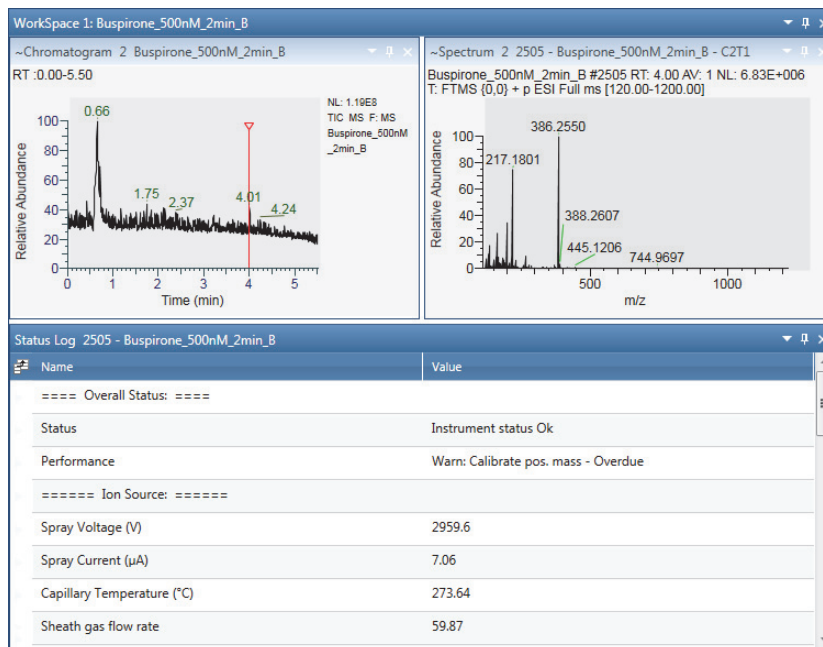 WorkSpace 1: Buspirone_500nM_2min_B
~Chromatogram 2 Buspirone_500nM_2min_B
RT :0.00-5.50
NL: 1.19E8
TIC MS F: MS
Buspirone_500nM
_2min_B
0.66
1.75
2.37
4.01
4.24
100
80
60
40
20
0
Relative Abundance
0 1 2 3 4 5
Time (min)
~Spectrum 2 2505 - Buspirone_500nM_2min_B - C2T1
Buspirone_500nM_2min_B #2505 RT: 4.00 AV: 1 NL: 6.83E+006
T: FTMS {0,0} + p ESI Full ms [120.00-1200.00]
386.2550
217.1801
388.2607
445.1206
744.9697
100
80
60
40
20
0
Relative Abundance
500 1000
m/z
Status Log 2505 - Buspirone_500nM_2min_B
Name Value
==== Overall Status: ====
Status Instrument status Ok
Performance Warn: Calibrate pos. mass - Overdue
====== Ion Source: ======
Spray Voltage (V) 2959.6
Spray Current (µA) 7.06
Capillary Temperature (°C) 273.64
Sheath gas flow rate 59.87